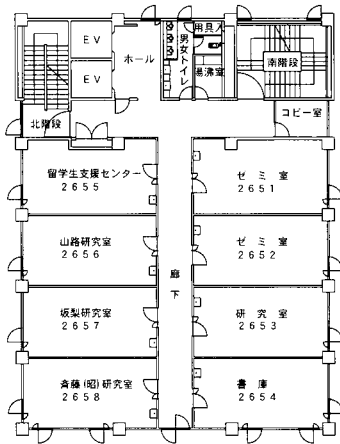 EV
EV
ホール
男女トイレ
用具入
湯沸室
南階段
北階段
コピー室
留学生支援センター
2655
ゼミ室
2651
山路研究室
2656
ゼミ室
2652
廊下
坂梨研究室
2657
研究室
2653
斉藤(昭)研究室
2658
書庫
2654